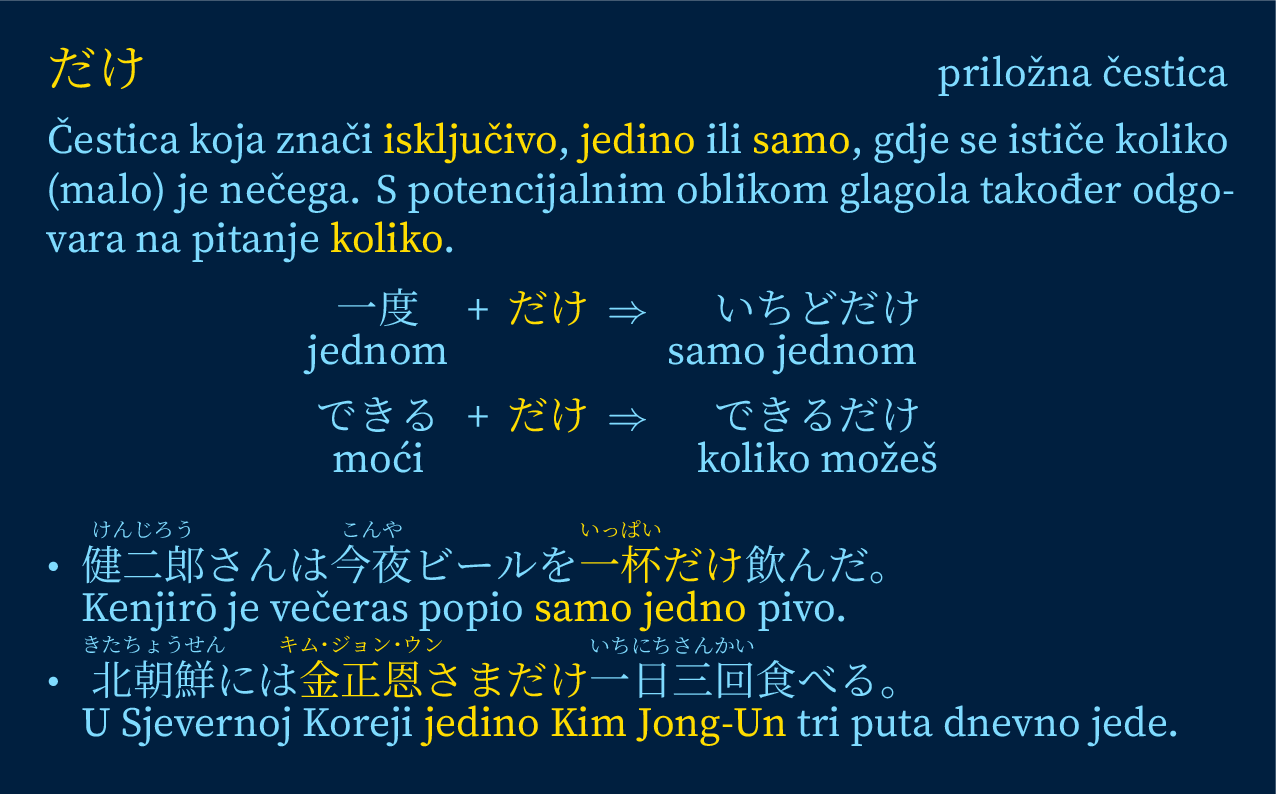 だけ priložna čestica
Čestica koja znači isključivo, jedino ili samo, gdje se ističe koliko
(malo) je nečega. S potencijalnim oblikom glagola također odgo-
vara na pitanje koliko.
一度 + だけ ⇒ いちどだけ
jednom samo jednom
できる + だけ ⇒ できるだけ
moći koliko možeš
けんじろう こんや いっぱい
• 健二郎さんは今夜ビールを一杯だけ飲んだ。
Kenjirō je večeras popio samo jedno pivo.
きたちょうせん キム・ジョン・ウン いちにちさんかい
• 北朝鮮には金正恩さまだけ一日三回食べる。
U Sjevernoj Koreji jedino Kim Jong-Un tri puta dnevno jede.